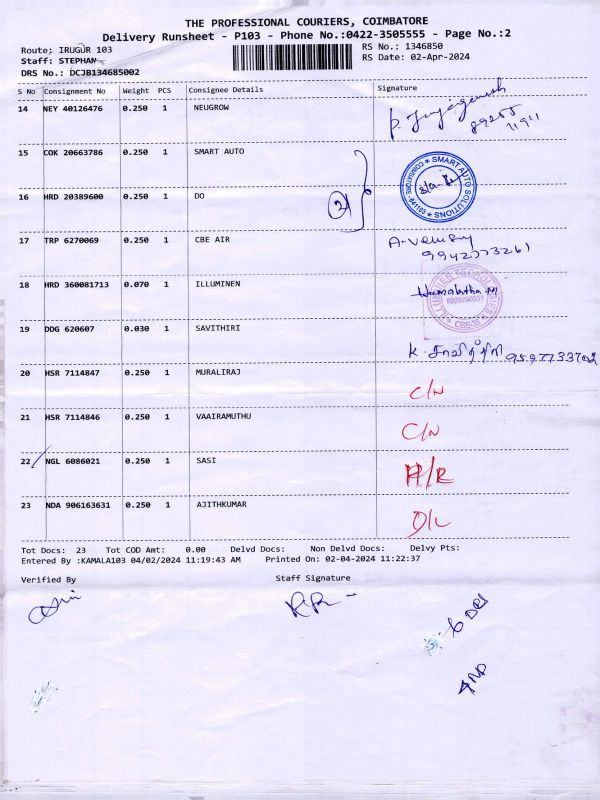 THE PROFESSIONAL COURIERS, COIMBATORE
Delivery Runsheet - P103 - Phone No.:0422-3505555 - Page No.:2
Route; IRUGUR 103 RS No.: 1346850
Staff: STEPHAN RS Date: 02-Apr-2024
DRS No.: DCJB134685002
S No Consignment No Weight PCS Consignee Details Signature
14 NEY 40126476 0.250 1 NEUGROW
15 COK 20663786 0.250 1 SMART AUTO
SMART AUTO SOLUTIONS COIMBATORE-641103
16 HRD 20389600 0.250 1 DO 2
17 TRP 6270069 0.250 1 CBE AIR
9942773261
18 HRD 360081713 0.070 1 ILLUMINEN Hemalatha M
19 DDG 620607 0.030 1 SAVITHIRI
K. சாவித்திரி
20 HSR 7114847 0.250 1 MURALIRAJ C/N
21 HSR 7114846 0.250 1 VAAIRAMUTHU C/N
22 NGL 6086021 0.250 1 SASI
23 NDA 906163631 0.250 1 AJITHKUMAR D/L
Tot Docs: 23 Tot COD Amt: 0.00 Delvd Docs: Non Delvd Docs: Delvy Pts:
Entered By :KAMALA103 04/02/2024 11:19:43 AM Printed On: 02-04-2024 11:22:37
Verified By Staff Signature